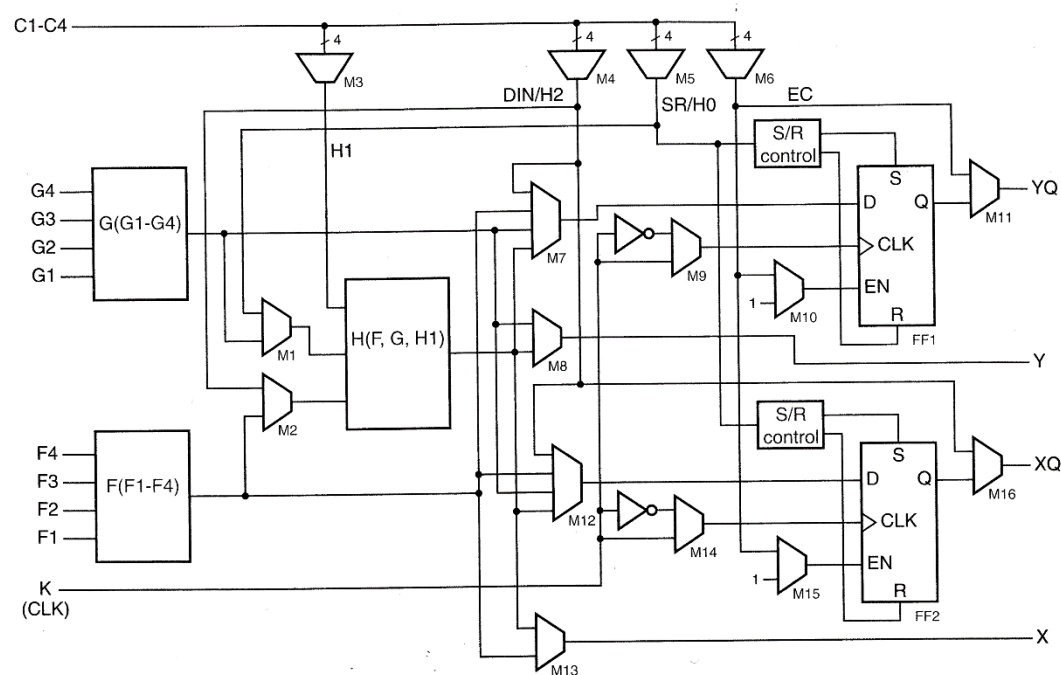 C1-C4
4
4
4
4
M3
M4
M5
M6
DIN/H2
SR/H0
EC
H1
S/R
control
S
D
Q
CLK
EN
R
FF1
M11
YQ
G4
G3
G2
G1
G(G1-G4)
M7
M9
1
M10
M1
H(F, G, H1)
M8
Y
M2
S/R
control
S
D
Q
CLK
EN
R
FF2
M16
XQ
F4
F3
F2
F1
F(F1-F4)
M12
M14
1
M15
K
(CLK)
M13
X